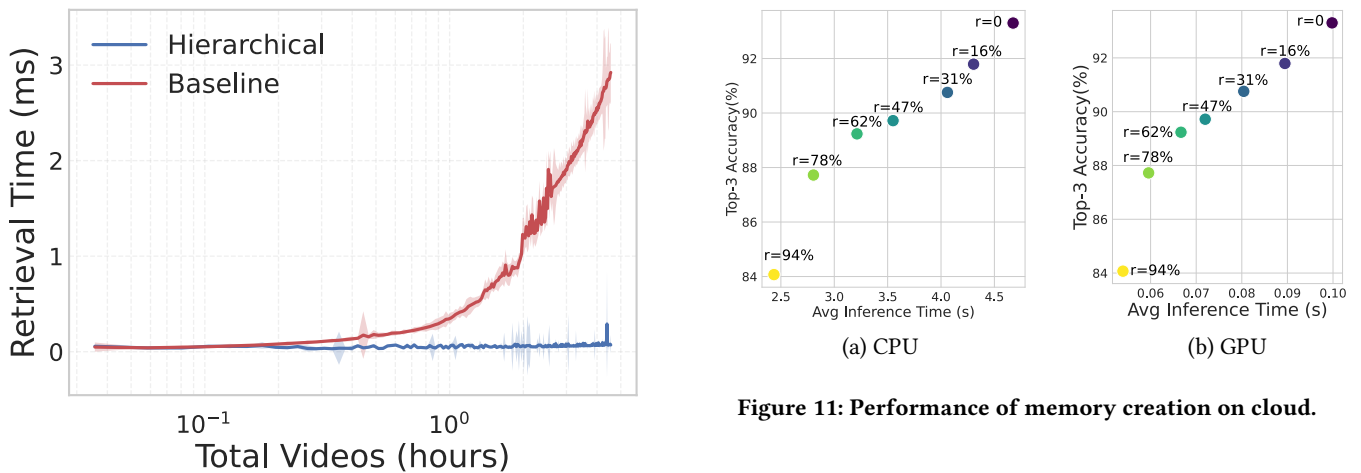 Hierarchical
Baseline
Retrieval Time (ms)
3
2
1
0
10⁻¹
10⁰
Total Videos (hours)
Top-3 Accuracy(%)
92
90
88
86
84
r=0
r=16%
r=31%
r=47%
r=62%
r=78%
r=94%
2.5 3.0 3.5 4.0 4.5
Avg Inference Time (s)
(a) CPU
Top-3 Accuracy(%)
92
90
88
86
84
r=0
r=16%
r=31%
r=47%
r=62%
r=78%
r=94%
0.06 0.07 0.08 0.09 0.10
Avg Inference Time (s)
(b) GPU
Figure 11: Performance of memory creation on cloud.